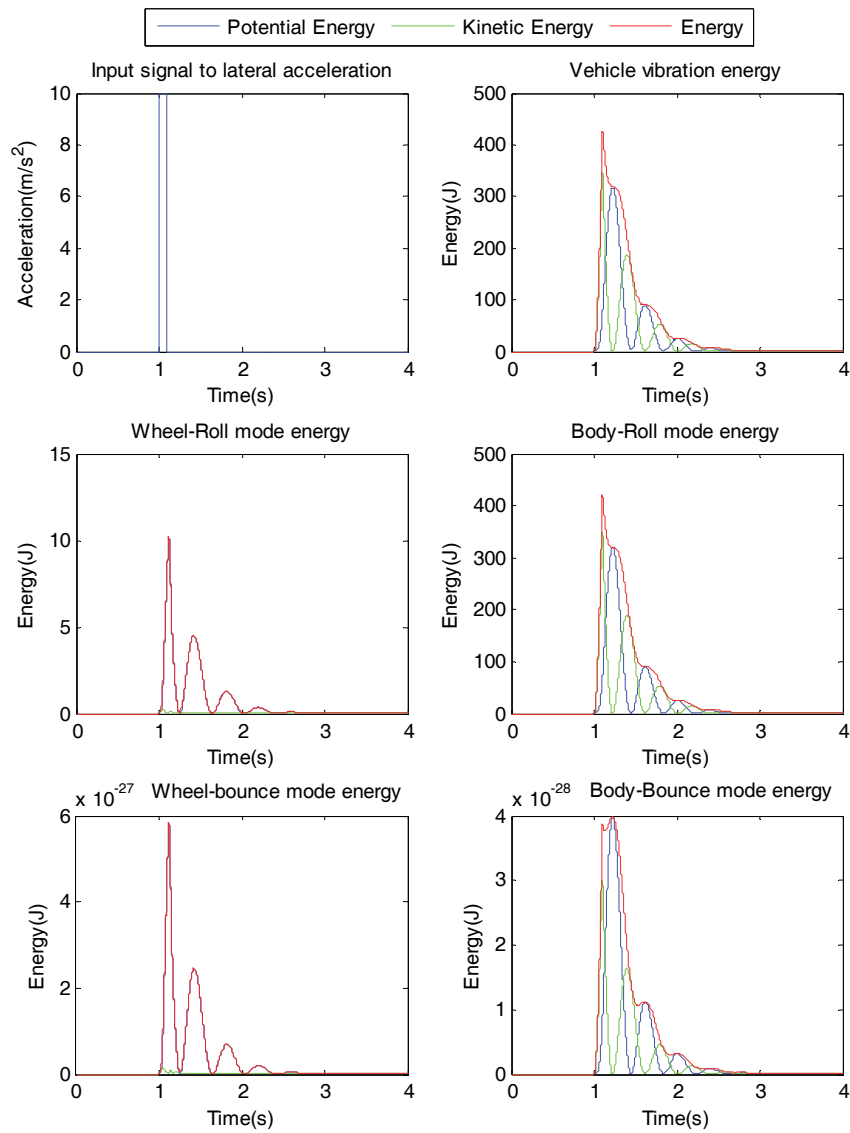 Potential Energy Kinetic Energy Energy
Input signal to lateral acceleration
10
8
6
4
2
0
Acceleration(m/s²)
0 1 2 3 4
Time(s)
Vehicle vibration energy
500
400
300
200
100
0
Energy(J)
0 1 2 3 4
Time(s)
Wheel-Roll mode energy
15
10
5
0
Energy(J)
0 1 2 3 4
Time(s)
Body-Roll mode energy
500
400
300
200
100
0
Energy(J)
0 1 2 3 4
Time(s)
x 10⁻²⁷ Wheel-bounce mode energy
6
4
2
0
Energy(J)
0 1 2 3 4
Time(s)
x 10⁻²⁸ Body-Bounce mode energy
4
3
2
1
0
Energy(J)
0 1 2 3 4
Time(s)